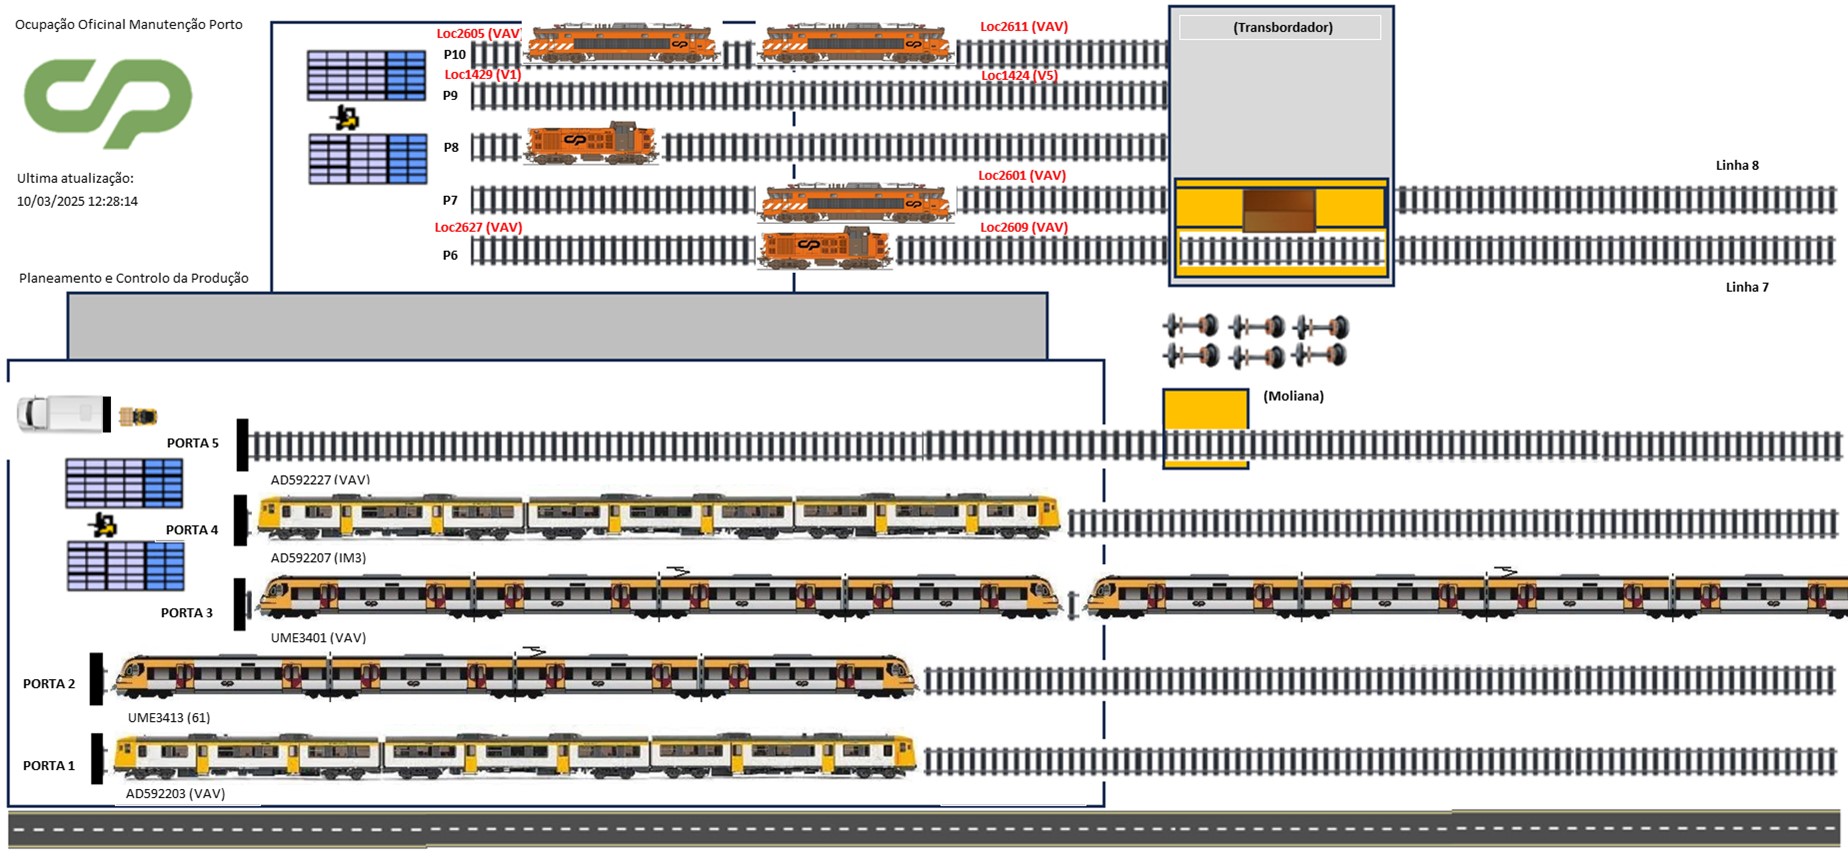 Ocupação Oficinal Manutenção Porto
Loc2605 (VAV)
Loc2611 (VAV)
(Transbordador)
P10
Loc1429 (V1)
Loc1424 (V5)
P9
P8
Ultima atualização:
10/03/2025 12:28:14
Loc2601 (VAV)
Linha 8
P7
Loc2627 (VAV)
Loc2609 (VAV)
P6
Planeamento e Controlo da Produção
Linha 7
(Moliana)
PORTA 5
AD592227 (VAV)
PORTA 4
AD592207 (IM3)
PORTA 3
UME3401 (VAV)
PORTA 2
UME3413 (61)
PORTA 1
AD592203 (VAV)